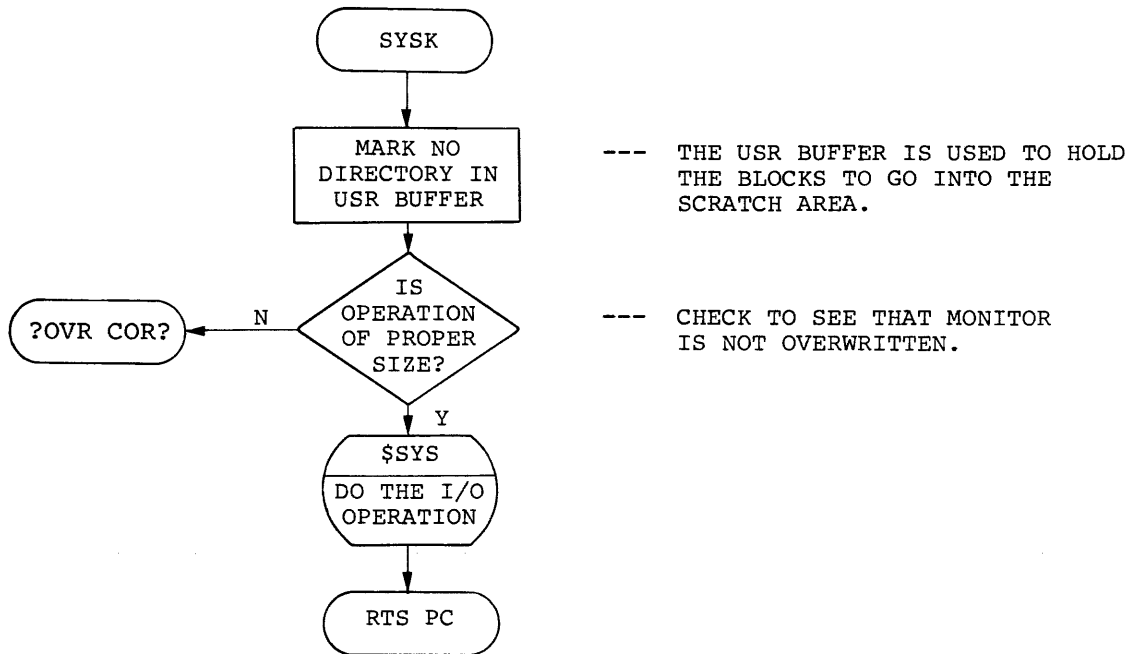 SYSK
MARK NO
DIRECTORY IN
USR BUFFER
--- THE USR BUFFER IS USED TO HOLD
THE BLOCKS TO GO INTO THE
SCRATCH AREA.
IS
OPERATION
OF PROPER
SIZE?
N
?OVR COR?
--- CHECK TO SEE THAT MONITOR
IS NOT OVERWRITTEN.
Y
$SYS
DO THE I/O
OPERATION
RTS PC